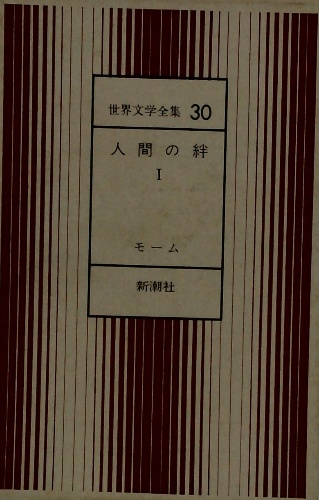 世界文学全集 30
人間の絆
I
モーム
新潮社